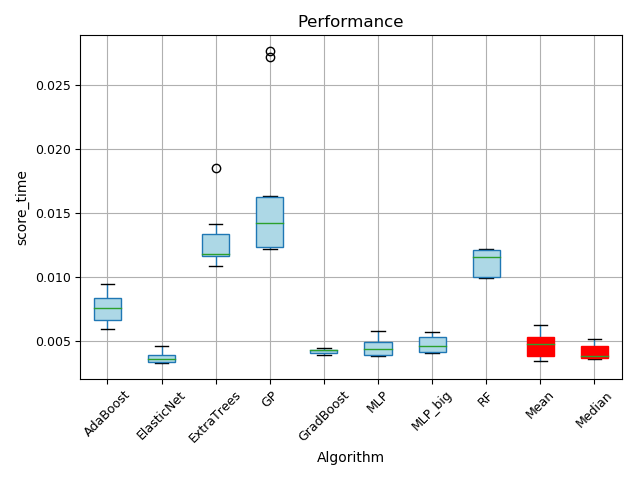 Performance
score_time
0.025
0.020
0.015
0.010
0.005
AdaBoost
ElasticNet
ExtraTrees
GP
GradBoost
MLP
MLP_big
RF
Mean
Median
Algorithm